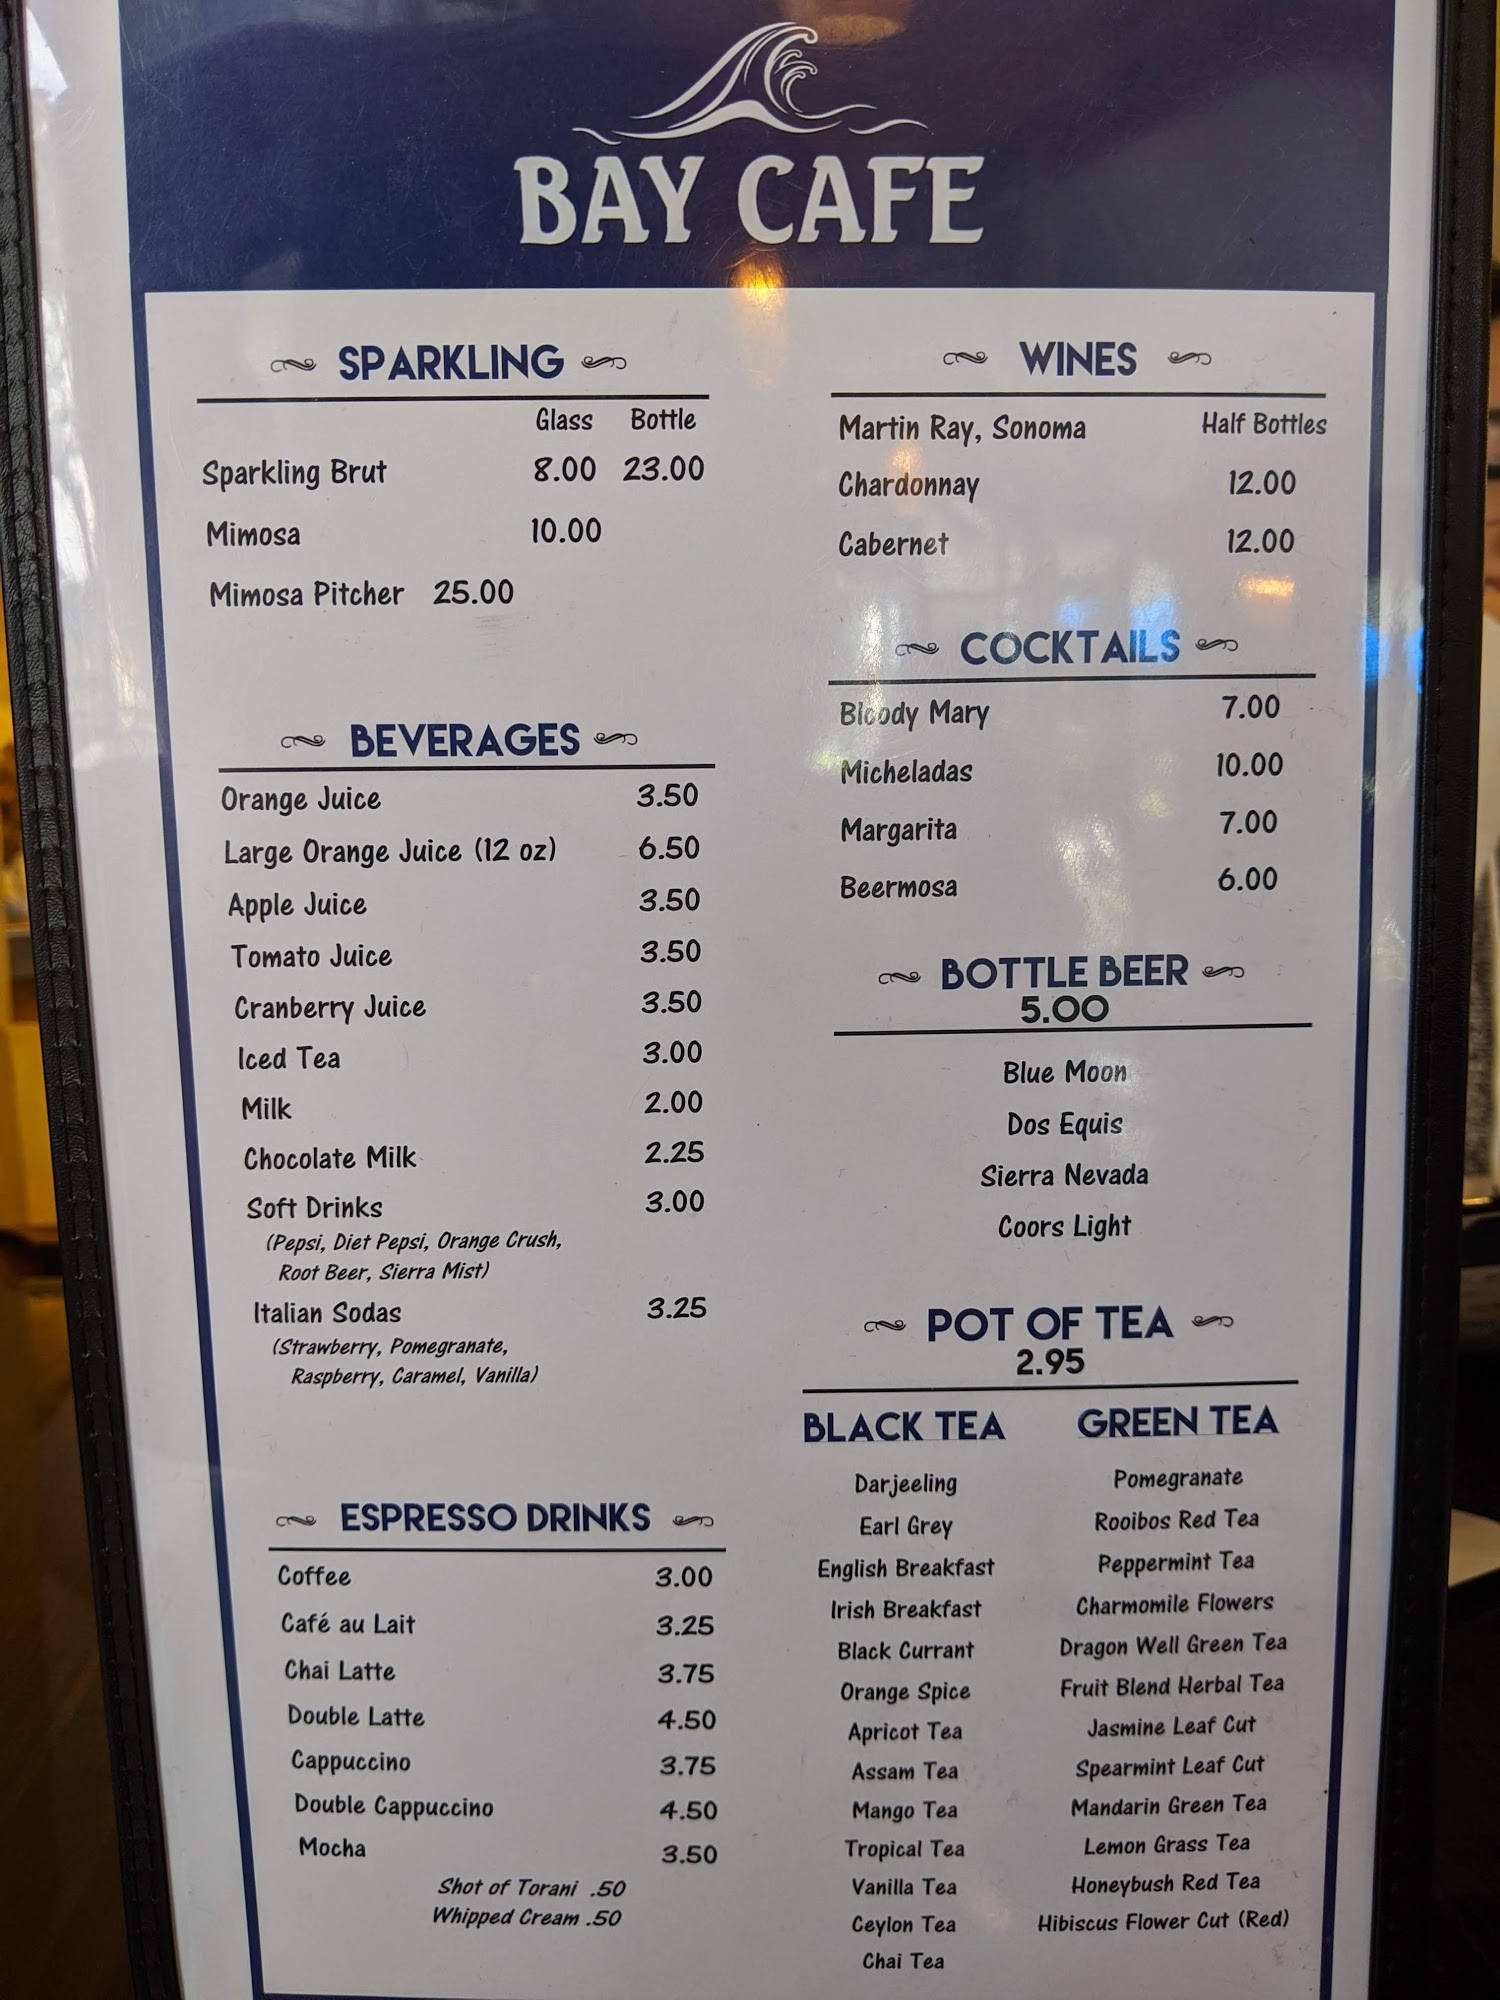 BAY CAFE
SPARKLING
Glass Bottle
Sparkling Brut 8.00 23.00
Mimosa 10.00
Mimosa Pitcher 25.00
BEVERAGES
Orange Juice 3.50
Large Orange Juice (12 oz) 6.50
Apple Juice 3.50
Tomato Juice 3.50
Cranberry Juice 3.50
Iced Tea 3.00
Milk 2.00
Chocolate Milk 2.25
Soft Drinks 3.00
(Pepsi, Diet Pepsi, Orange Crush,
Root Beer, Sierra Mist)
Italian Sodas 3.25
(Strawberry, Pomegranate,
Raspberry, Caramel, Vanilla)
ESPRESSO DRINKS
Coffee 3.00
Café au Lait 3.25
Chai Latte 3.75
Double Latte 4.50
Cappuccino 3.75
Double Cappuccino 4.50
Mocha 3.50
Shot of Torani .50
Whipped Cream .50
WINES
Martin Ray, Sonoma Half Bottles
Chardonnay 12.00
Cabernet 12.00
COCKTAILS
Bloody Mary 7.00
Micheladas 10.00
Margarita 7.00
Beermosa 6.00
BOTTLE BEER
5.00
Blue Moon
Dos Equis
Sierra Nevada
Coors Light
POT OF TEA
2.95
BLACK TEA
Darjeeling
Earl Grey
English Breakfast
Irish Breakfast
Black Currant
Orange Spice
Apricot Tea
Assam Tea
Mango Tea
Tropical Tea
Vanilla Tea
Ceylon Tea
Chai Tea
GREEN TEA
Pomegranate
Rooibos Red Tea
Peppermint Tea
Charmomile Flowers
Dragon Well Green Tea
Fruit Blend Herbal Tea
Jasmine Leaf Cut
Spearmint Leaf Cut
Mandarin Green Tea
Lemon Grass Tea
Honeybush Red Tea
Hibiscus Flower Cut (Red)